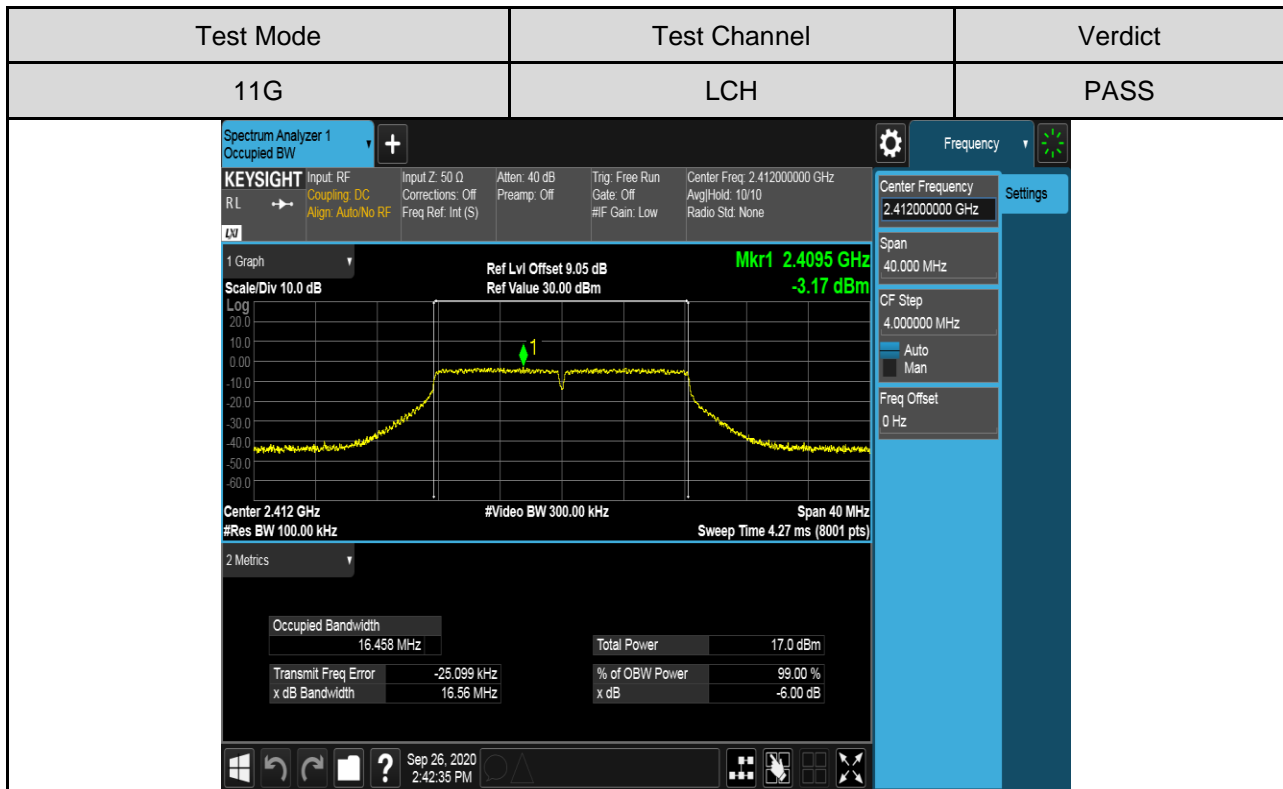 Test Mode Test Channel Verdict
11G LCH PASS
Spectrum Analyzer 1
Occupied BW
+
Frequency
KEYSIGHT Input: RF Input Z: 50 Ω Atten: 40 dB Trig: Free Run Center Freq: 2.412000000 GHz
RL Coupling: DC Corrections: Off Preamp: Off Gate: Off Avg|Hold: 10/10
Align: Auto/No RF Freq Ref: Int (S) #IF Gain: Low Radio Std: None
LXI
Center Frequency
2.412000000 GHz
Settings
Span
40.000 MHz
CF Step
4.000000 MHz
Auto
Man
Freq Offset
0 Hz
1 Graph Ref Lvl Offset 9.05 dB Mkr1 2.4095 GHz
Scale/Div 10.0 dB Ref Value 30.00 dBm -3.17 dBm
Log
20.0
10.0
1
0.00
-10.0
-20.0
-30.0
-40.0
-50.0
-60.0
Center 2.412 GHz #Video BW 300.00 kHz Span 40 MHz
#Res BW 100.00 kHz Sweep Time 4.27 ms (8001 pts)
2 Metrics
Occupied Bandwidth
16.458 MHz Total Power 17.0 dBm
Transmit Freq Error -25.099 kHz % of OBW Power 99.00 %
x dB Bandwidth 16.56 MHz x dB -6.00 dB
? Sep 26, 2020
2:42:35 PM